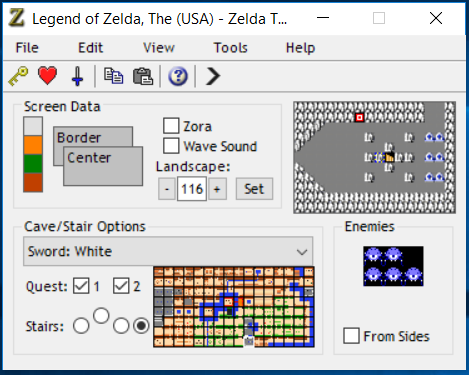 Legend of Zelda, The (USA) - Zelda T...
File Edit View Tools Help
Screen Data
Border
Center
Zora
Wave Sound
Landscape:
- 116 + Set
Cave/Stair Options
Sword: White
Quest: 1 2
Stairs:
Enemies
From Sides